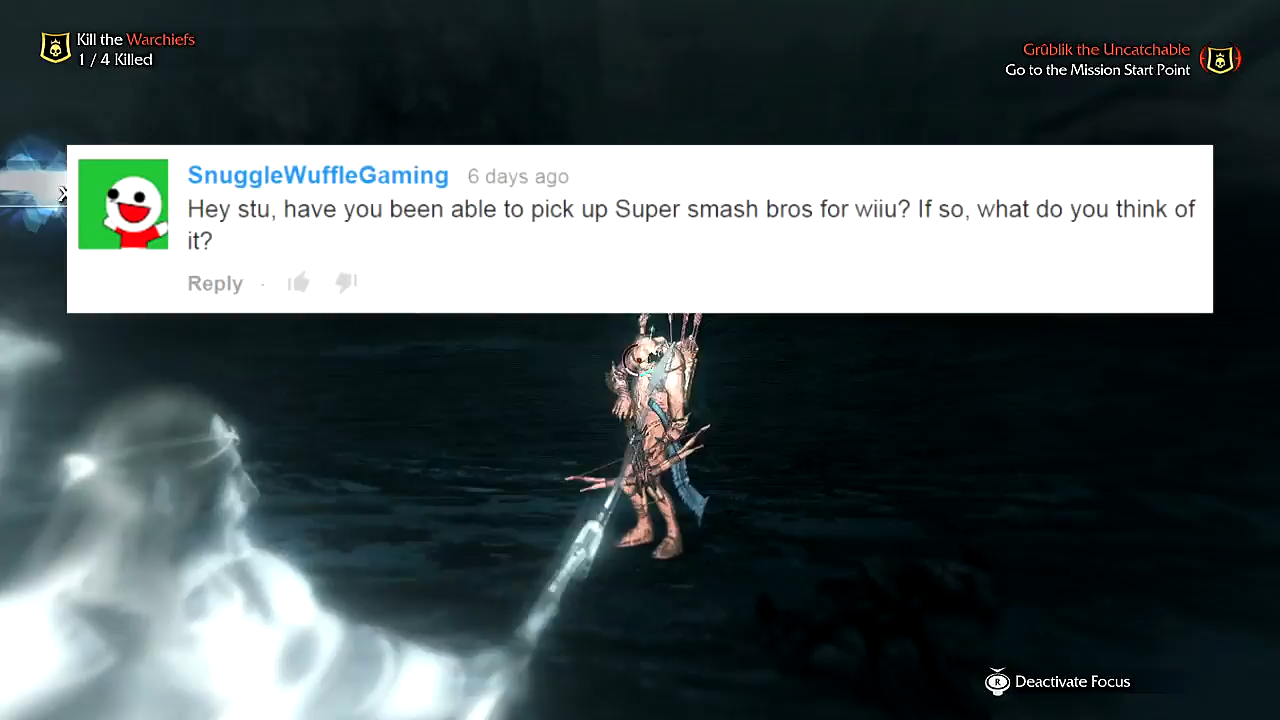 Kill the Warchiefs
1 / 4 Killed
Grûblik the Uncatchable
Go to the Mission Start Point
SnuggleWuffleGaming 6 days ago
Hey stu, have you been able to pick up Super smash bros for wiiu? If so, what do you think of
it?
Reply ·
R Deactivate Focus